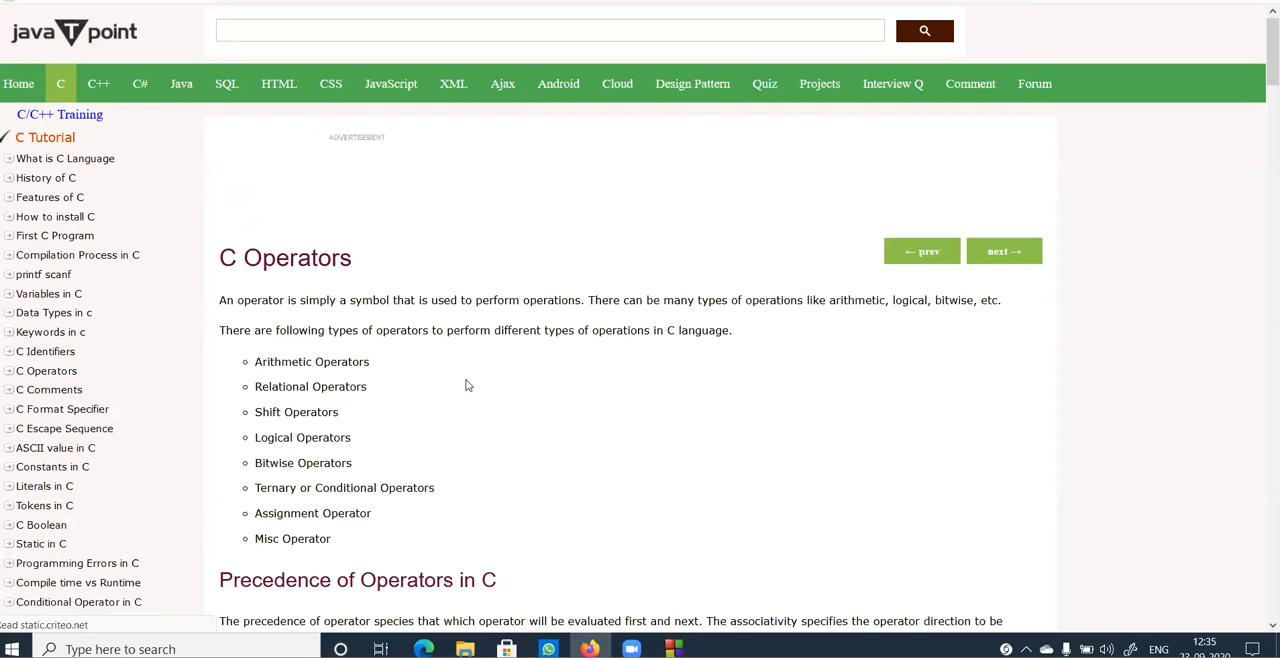 java T point
Home C C++ C# Java SQL HTML CSS JavaScript XML Ajax Android Cloud Design Pattern Quiz Projects Interview Q Comment Forum
C/C++ Training
C Tutorial
What is C Language
History of C
Features of C
How to install C
First C Program
Compilation Process in C
printf scanf
Variables in C
Data Types in c
Keywords in c
C Identifiers
C Operators
C Comments
C Format Specifier
C Escape Sequence
ASCII value in C
Constants in C
Literals in C
Tokens in C
C Boolean
Static in C
Programming Errors in C
Compile time vs Runtime
Conditional Operator in C
Read static.criteo.net
ADVERTISEMENT
C Operators
← prev next →
An operator is simply a symbol that is used to perform operations. There can be many types of operations like arithmetic, logical, bitwise, etc.
There are following types of operators to perform different types of operations in C language.
Arithmetic Operators
Relational Operators
Shift Operators
Logical Operators
Bitwise Operators
Ternary or Conditional Operators
Assignment Operator
Misc Operator
Precedence of Operators in C
The precedence of operator species that which operator will be evaluated first and next. The associativity specifies the operator direction to be
Type here to search
ENG
12:35
23-09-2020